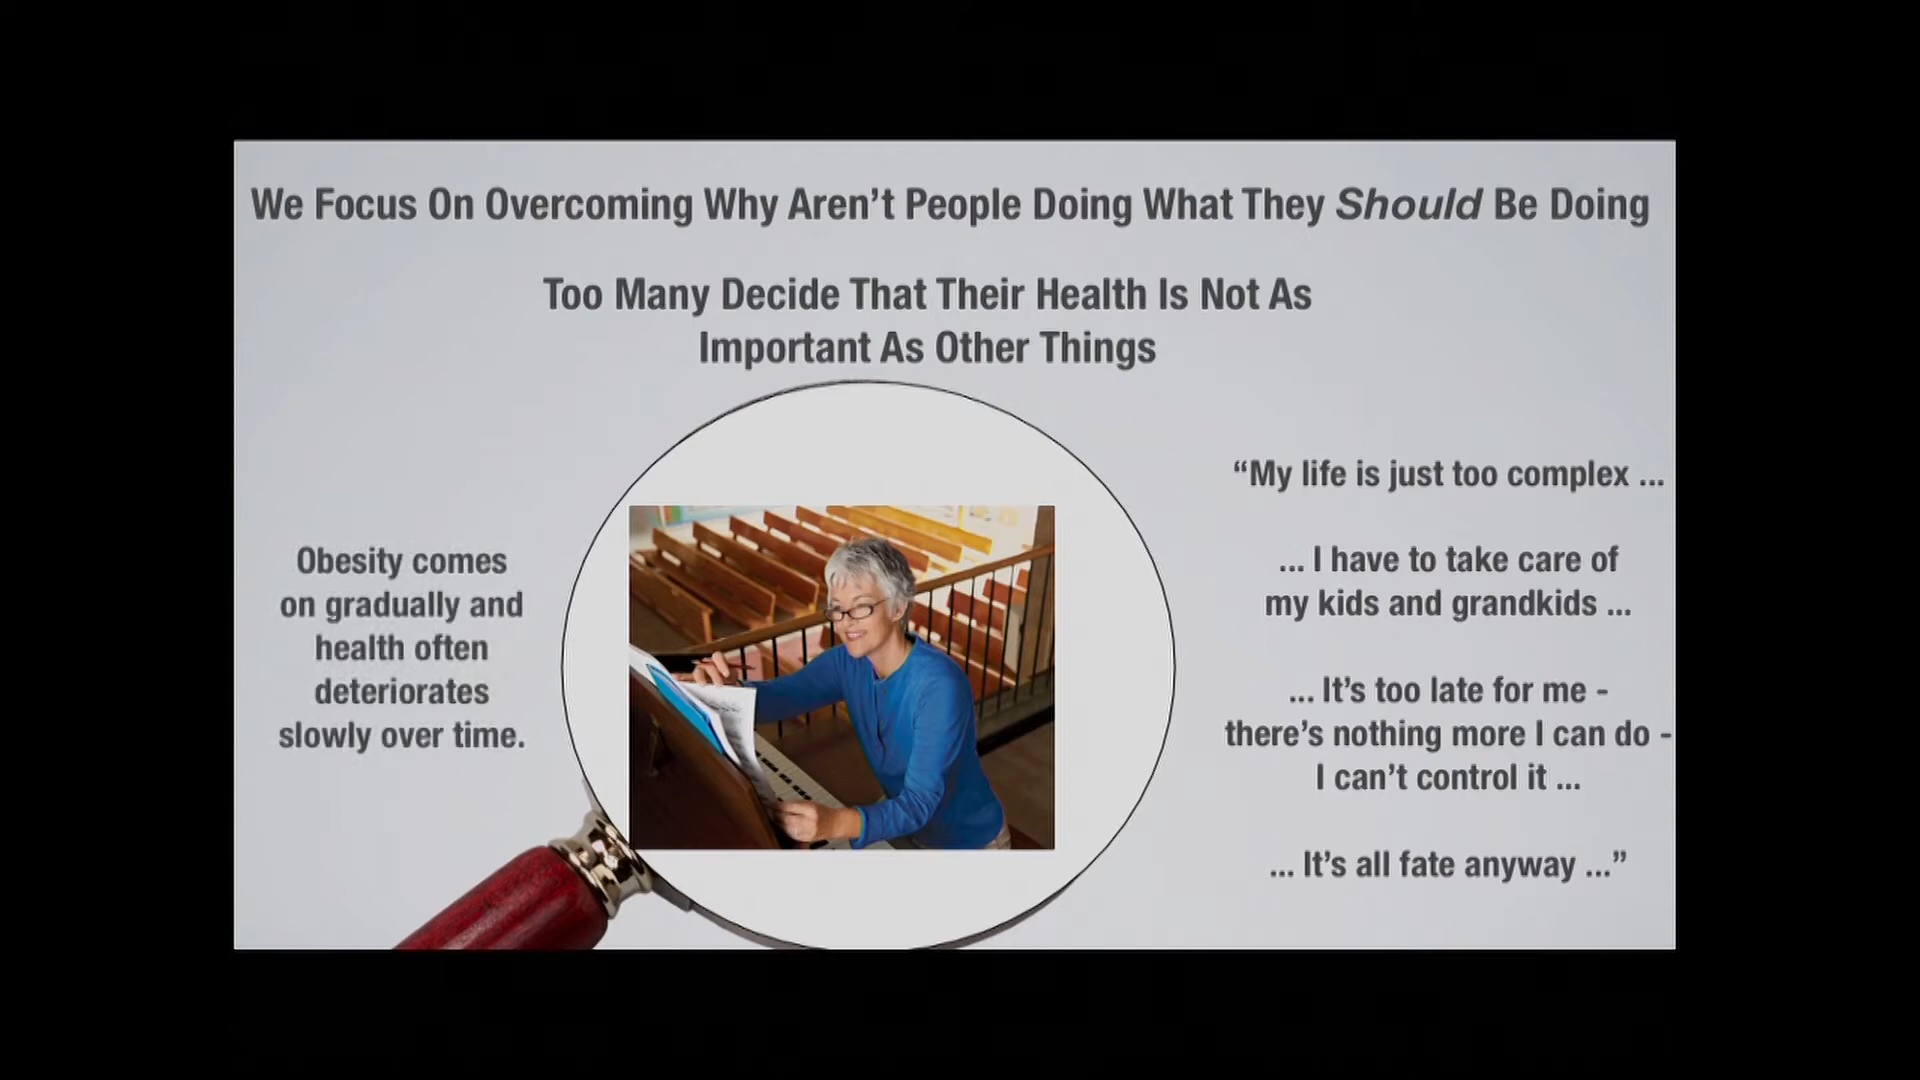 We Focus On Overcoming Why Aren’t People Doing What They Should Be Doing
Too Many Decide That Their Health Is Not As
Important As Other Things
Obesity comes
on gradually and
health often
deteriorates
slowly over time.
“My life is just too complex ...
... I have to take care of
my kids and grandkids ...
... It’s too late for me -
there’s nothing more I can do -
I can’t control it ...
... It’s all fate anyway ...”